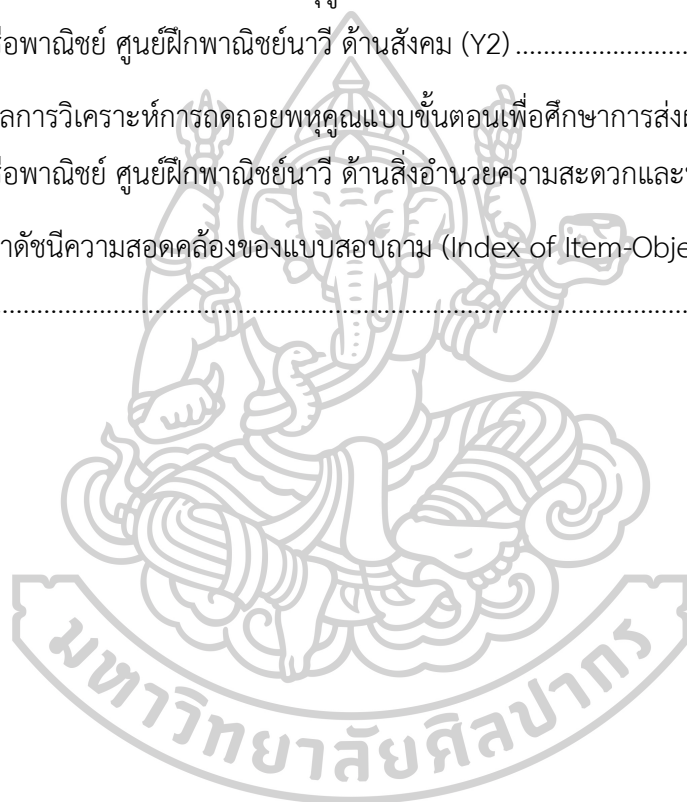 รือพาณิชย์ ศูนย์ฝึกพาณิชย์นาวี ด้านสังคม (Y2)
ลการวิเคราะห์การถดถอยพหุคูณแบบขั้นตอนเพื่อศึกษาการส่งผ
รือพาณิชย์ ศูนย์ฝึกพาณิชย์นาวี ด้านสิ่งอำนวยความสะดวกและ
าดัชนีความสอดคล้องของแบบสอบถาม (Index of Item-Obje
มหาวิทยาลัยศิลปากร